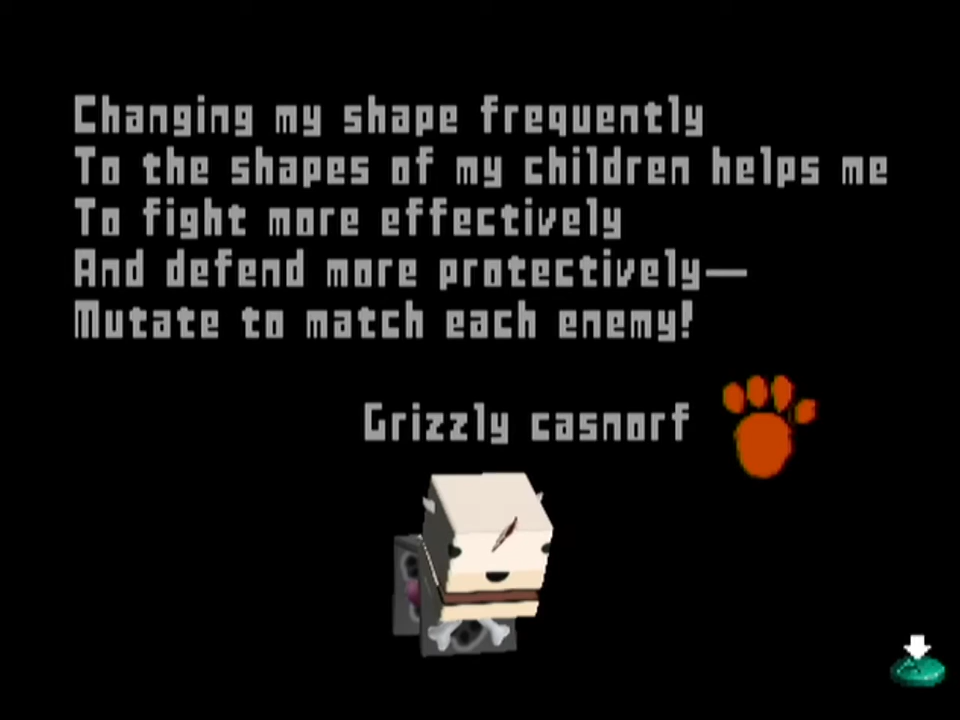 Changing my shape frequently
To the shapes of my children helps me
To fight more effectively
And defend more protectively—
Mutate to match each enemy!
Grizzly casnorf